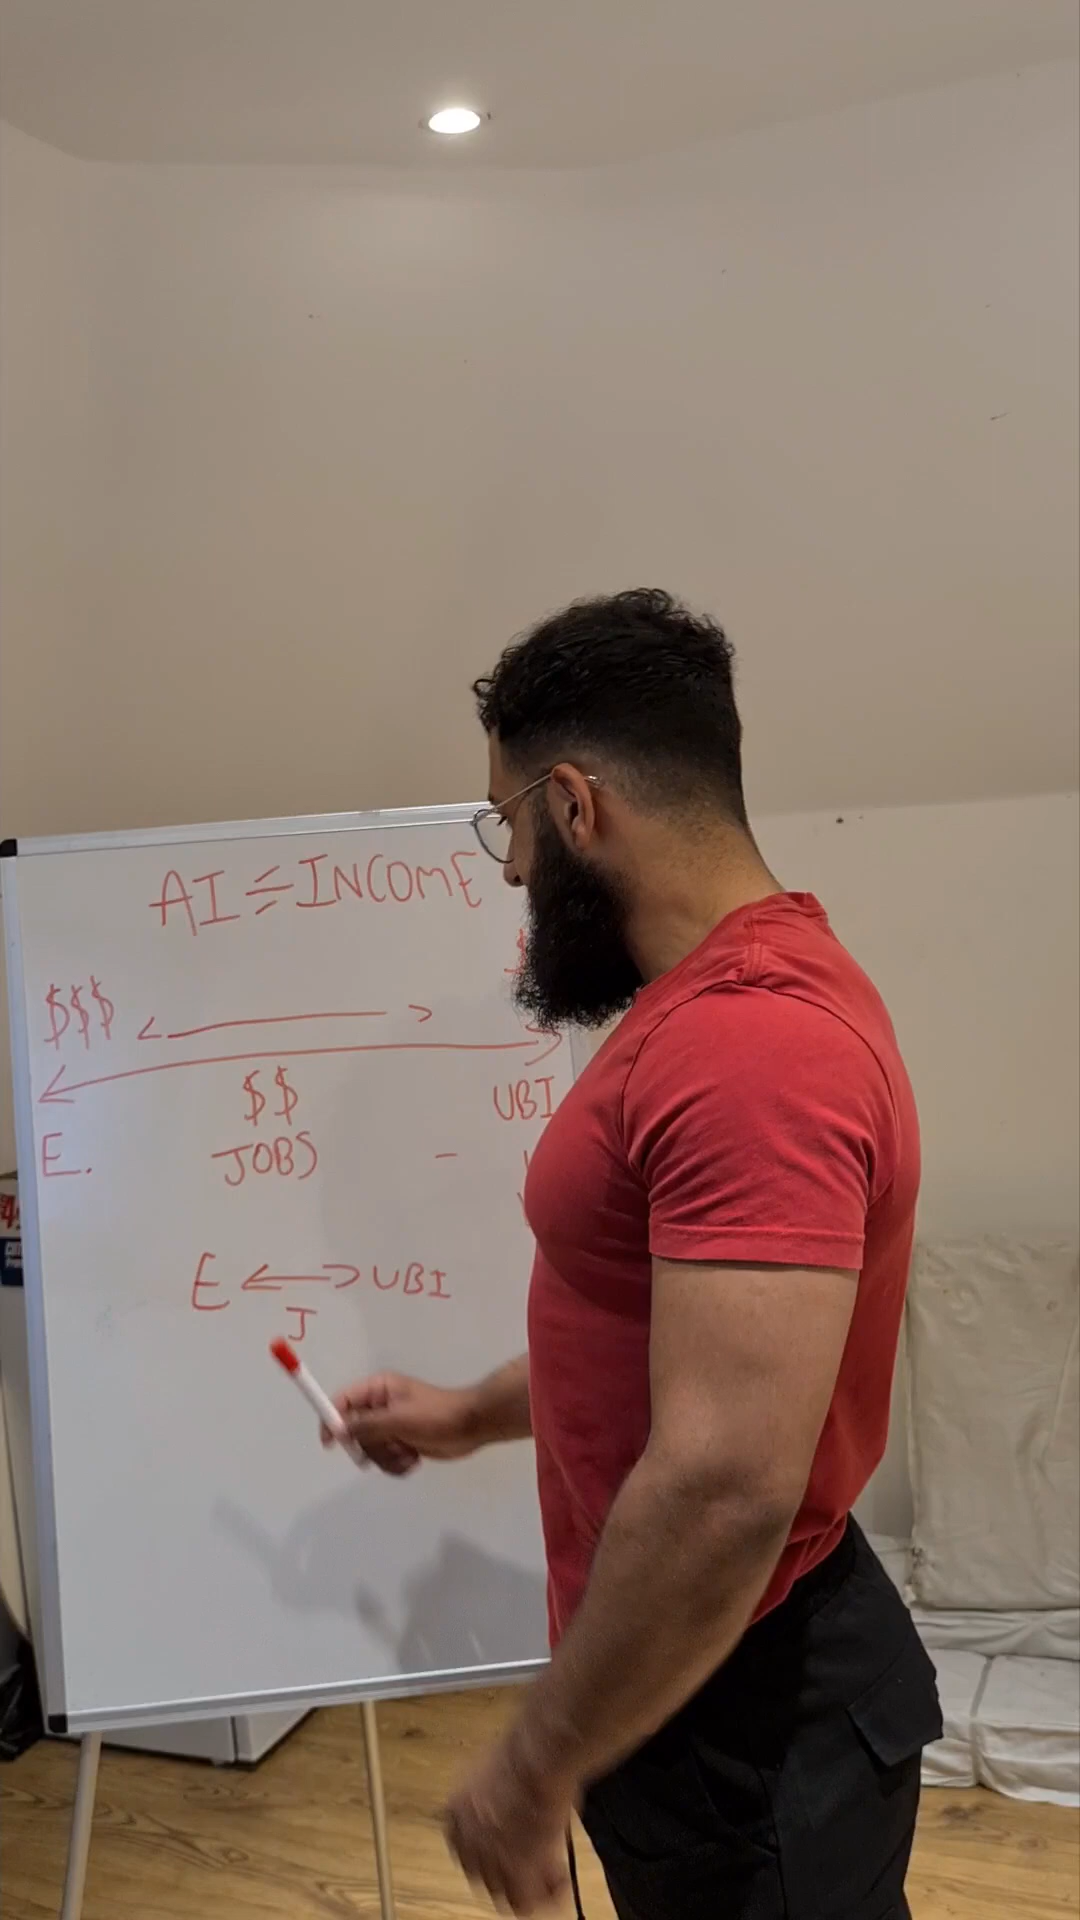 AI ≤ INCOME
$
$$$ <———— >
<————>
$$ UBI
E. JOBS -
E <—> UBI
J